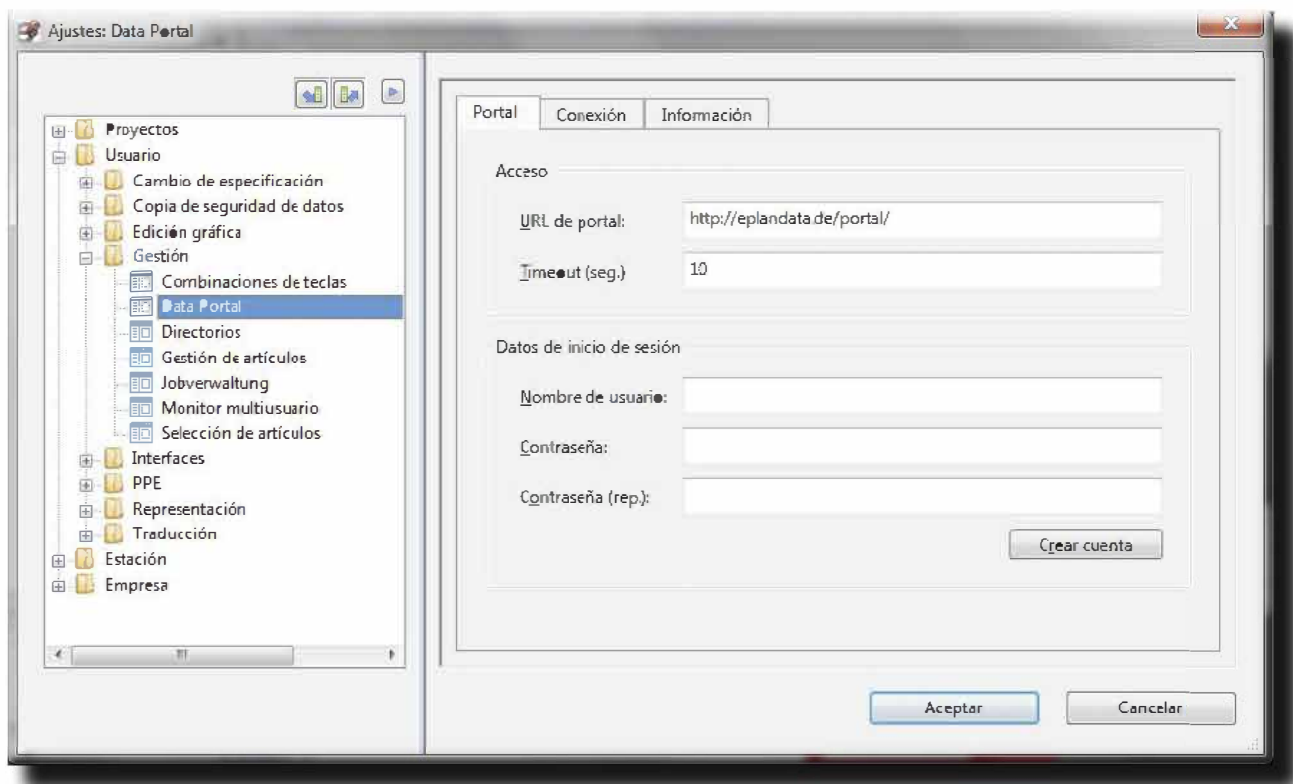 Ajustes: Data Portal
Proyectos
Usuario
Cambio de especificación
Copia de seguridad de datos
Edición gráfica
Gestión
Combinaciones de teclas
Data Portal
Directorios
Gestión de artículos
Jobverwaltung
Monitor multiusuario
Selección de artículos
Interfaces
PPE
Representación
Traducción
Estación
Empresa
Portal Conexión Información
Acceso
URL de portal: http://eplandata.de/portal/
Timeout (seg.) 10
Datos de inicio de sesión
Nombre de usuario:
Contraseña:
Contraseña (rep.):
Crear cuenta
Aceptar Cancelar